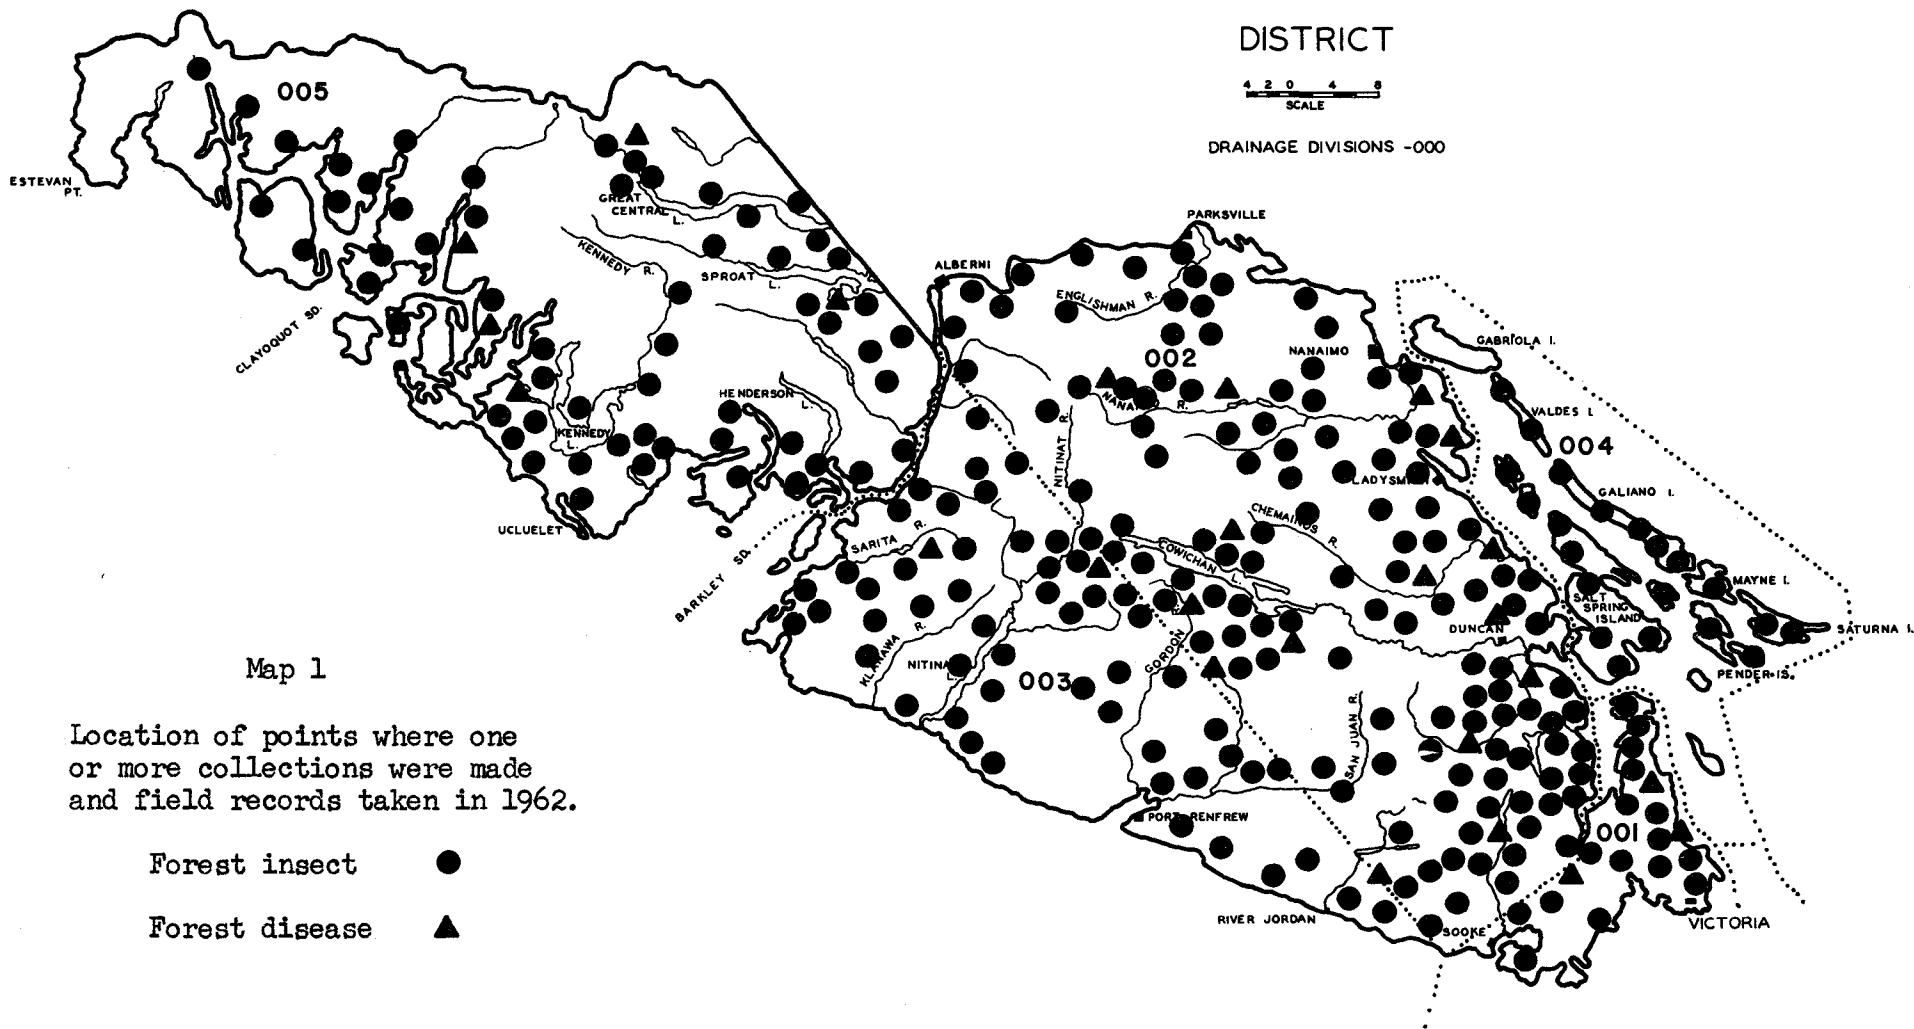 DISTRICT
4 2 0 4 8
SCALE
DRAINAGE DIVISIONS -000
005
ESTEVAN
PT.
GREAT
CENTRAL L.
PARKSVILLE
KENNEDY R.
SPROAT
L.
ALBERNI
ENGLISHMAN R.
CLAYOQUOT SD.
GABRIOLA I.
002
NANAIMO
HENDERSON
L.
R.
NITINAT R.
VALDES I.
004
KENNEDY
L.
GALIANO I.
UCLUELET
CHEMAINUS
R.
SARITA R.
COWICHAN L.
BARKLEY SD.
MAYNE I.
SALT
SPRING
ISLAND
DUNCAN
SATURNA I.
KLANAWA R.
GORDON
R.
Map 1
003
PENDER IS.
SAN JUAN R.
Location of points where one
or more collections were made
and field records taken in 1962.
PORT RENFREW
001
Forest insect
Forest disease
RIVER JORDAN
SOOKE
VICTORIA